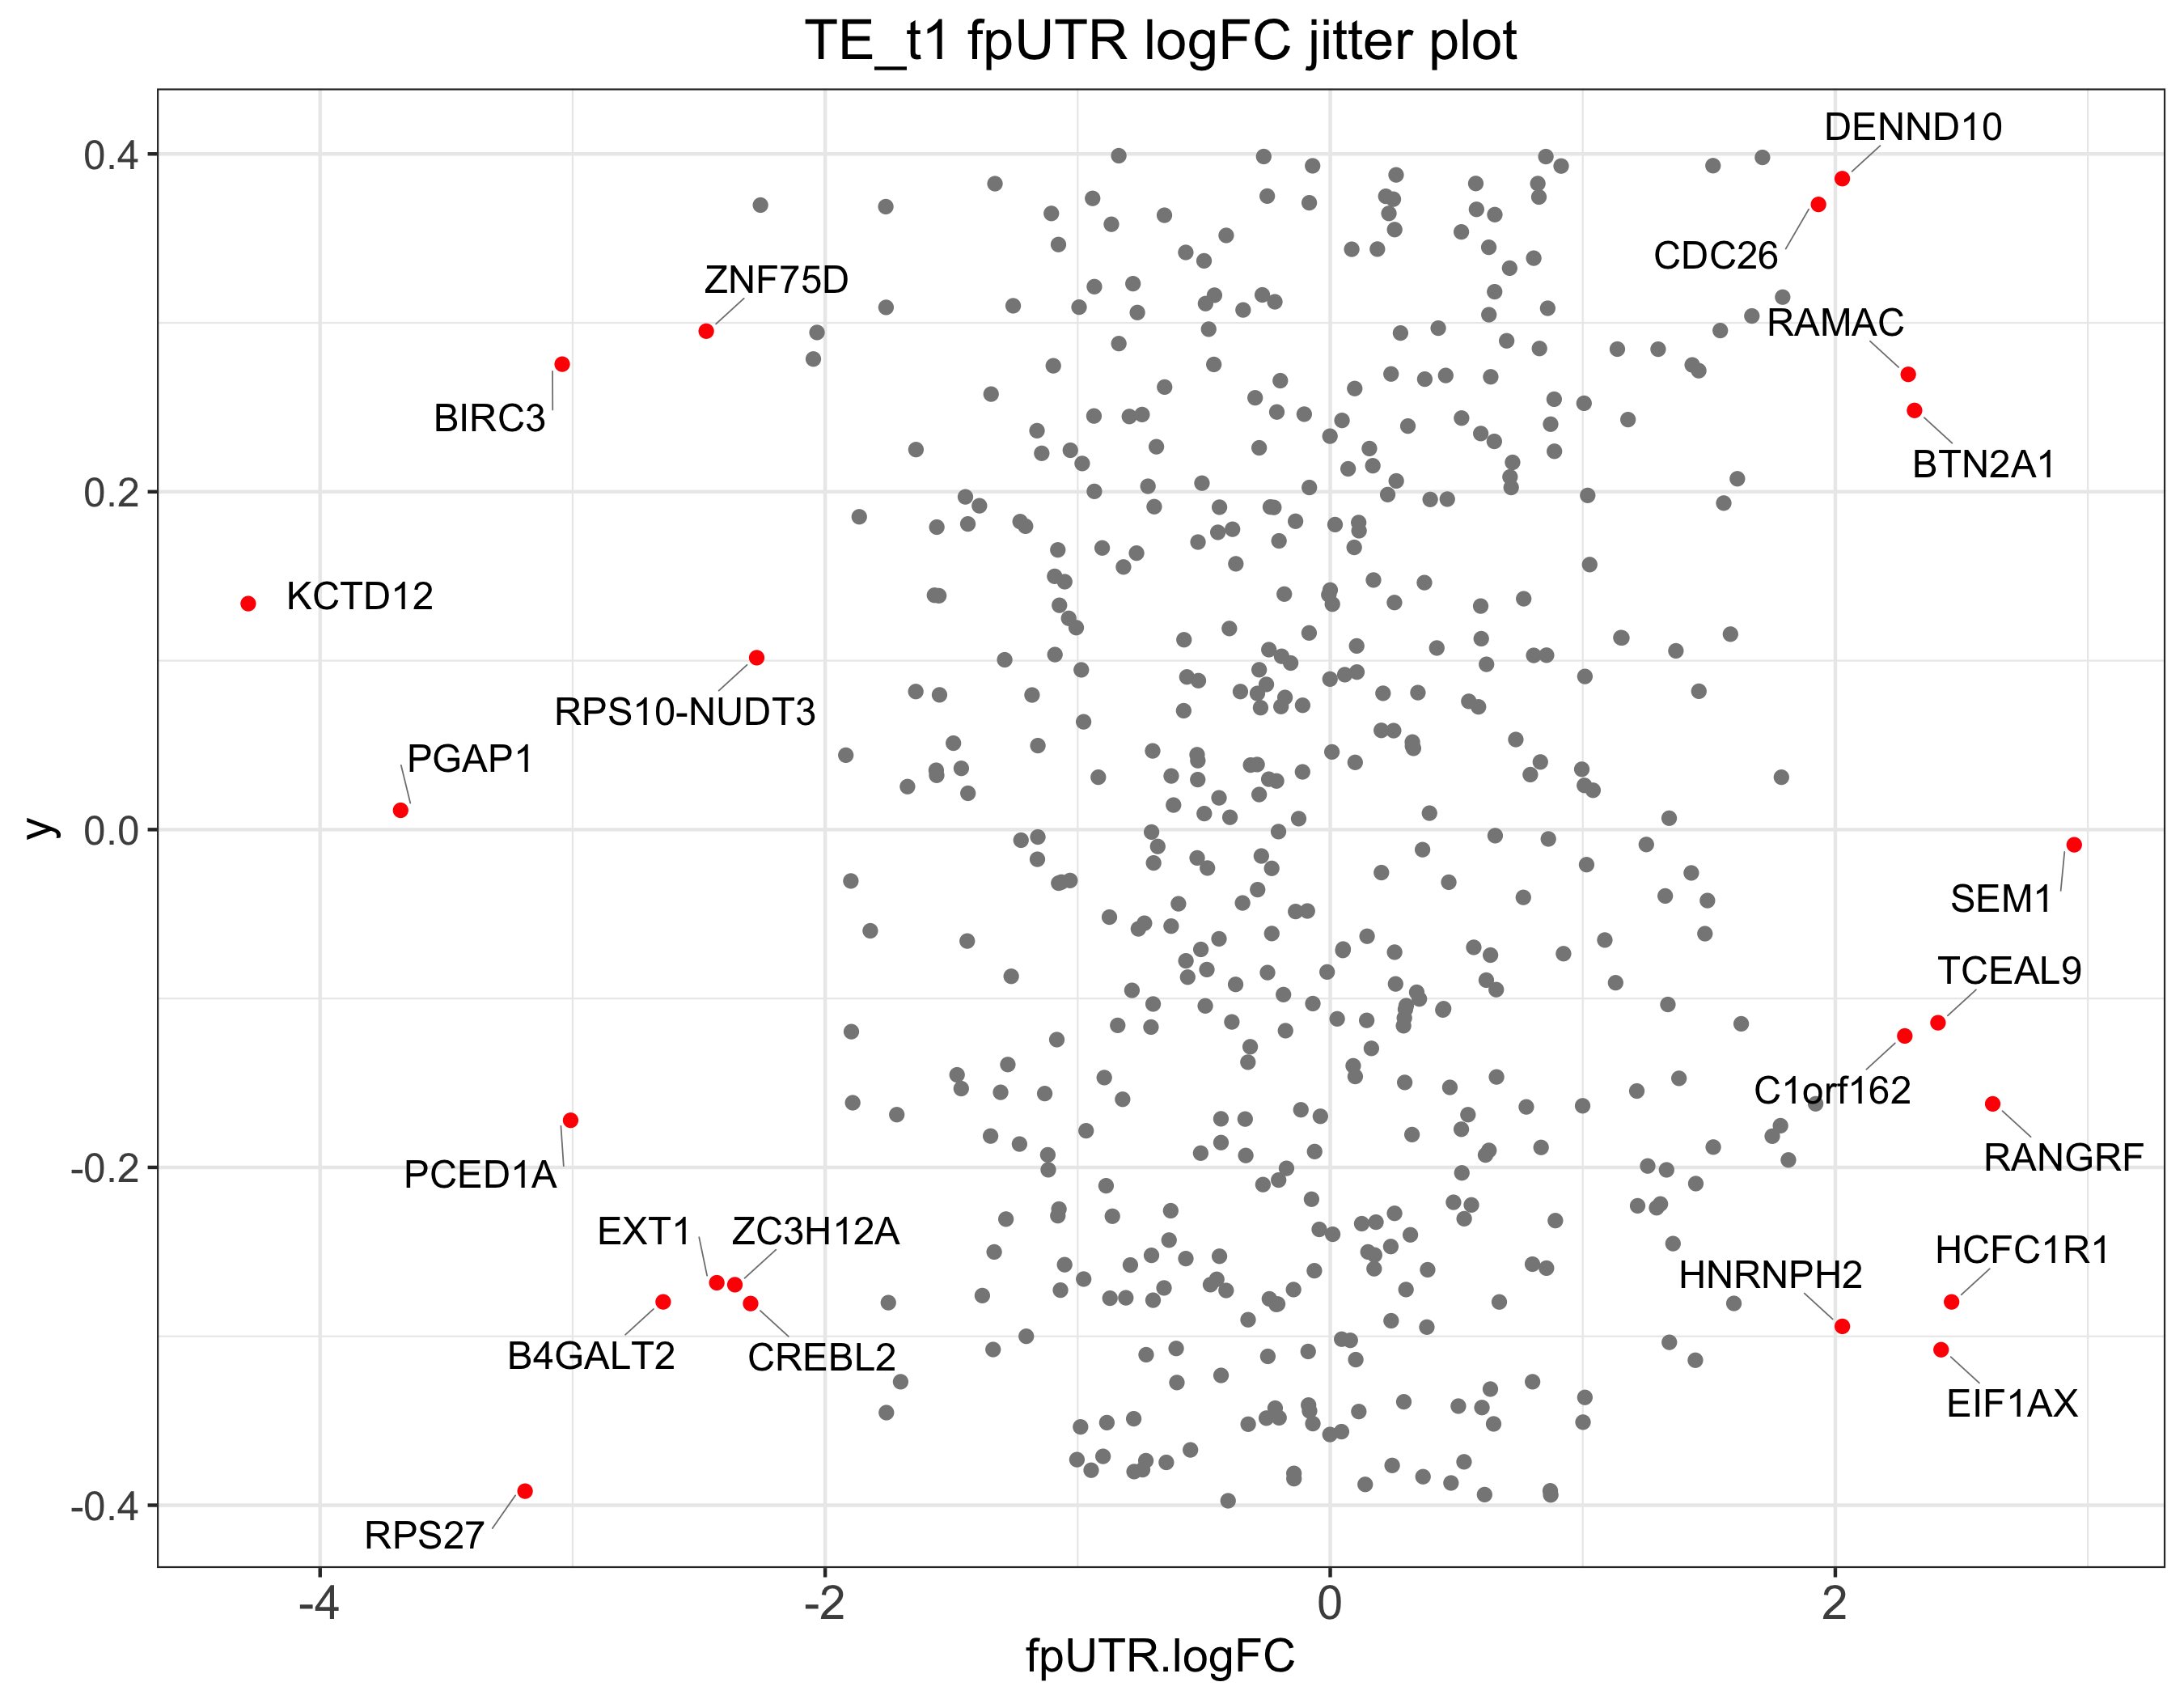 TE_t1 fpUTR logFC jitter plot
DENND10
0.4
CDC26
ZNF75D
RAMAC
BIRC3
BTN2A1
0.2
KCTD12
RPS10-NUDT3
PGAP1
y
0.0
SEM1
TCEAL9
C1orf162
RANGRF
-0.2
PCED1A
EXT1
ZC3H12A
HCFC1R1
HNRNPH2
B4GALT2
CREBL2
EIF1AX
-0.4
RPS27
-4
-2
0
2
fpUTR.logFC